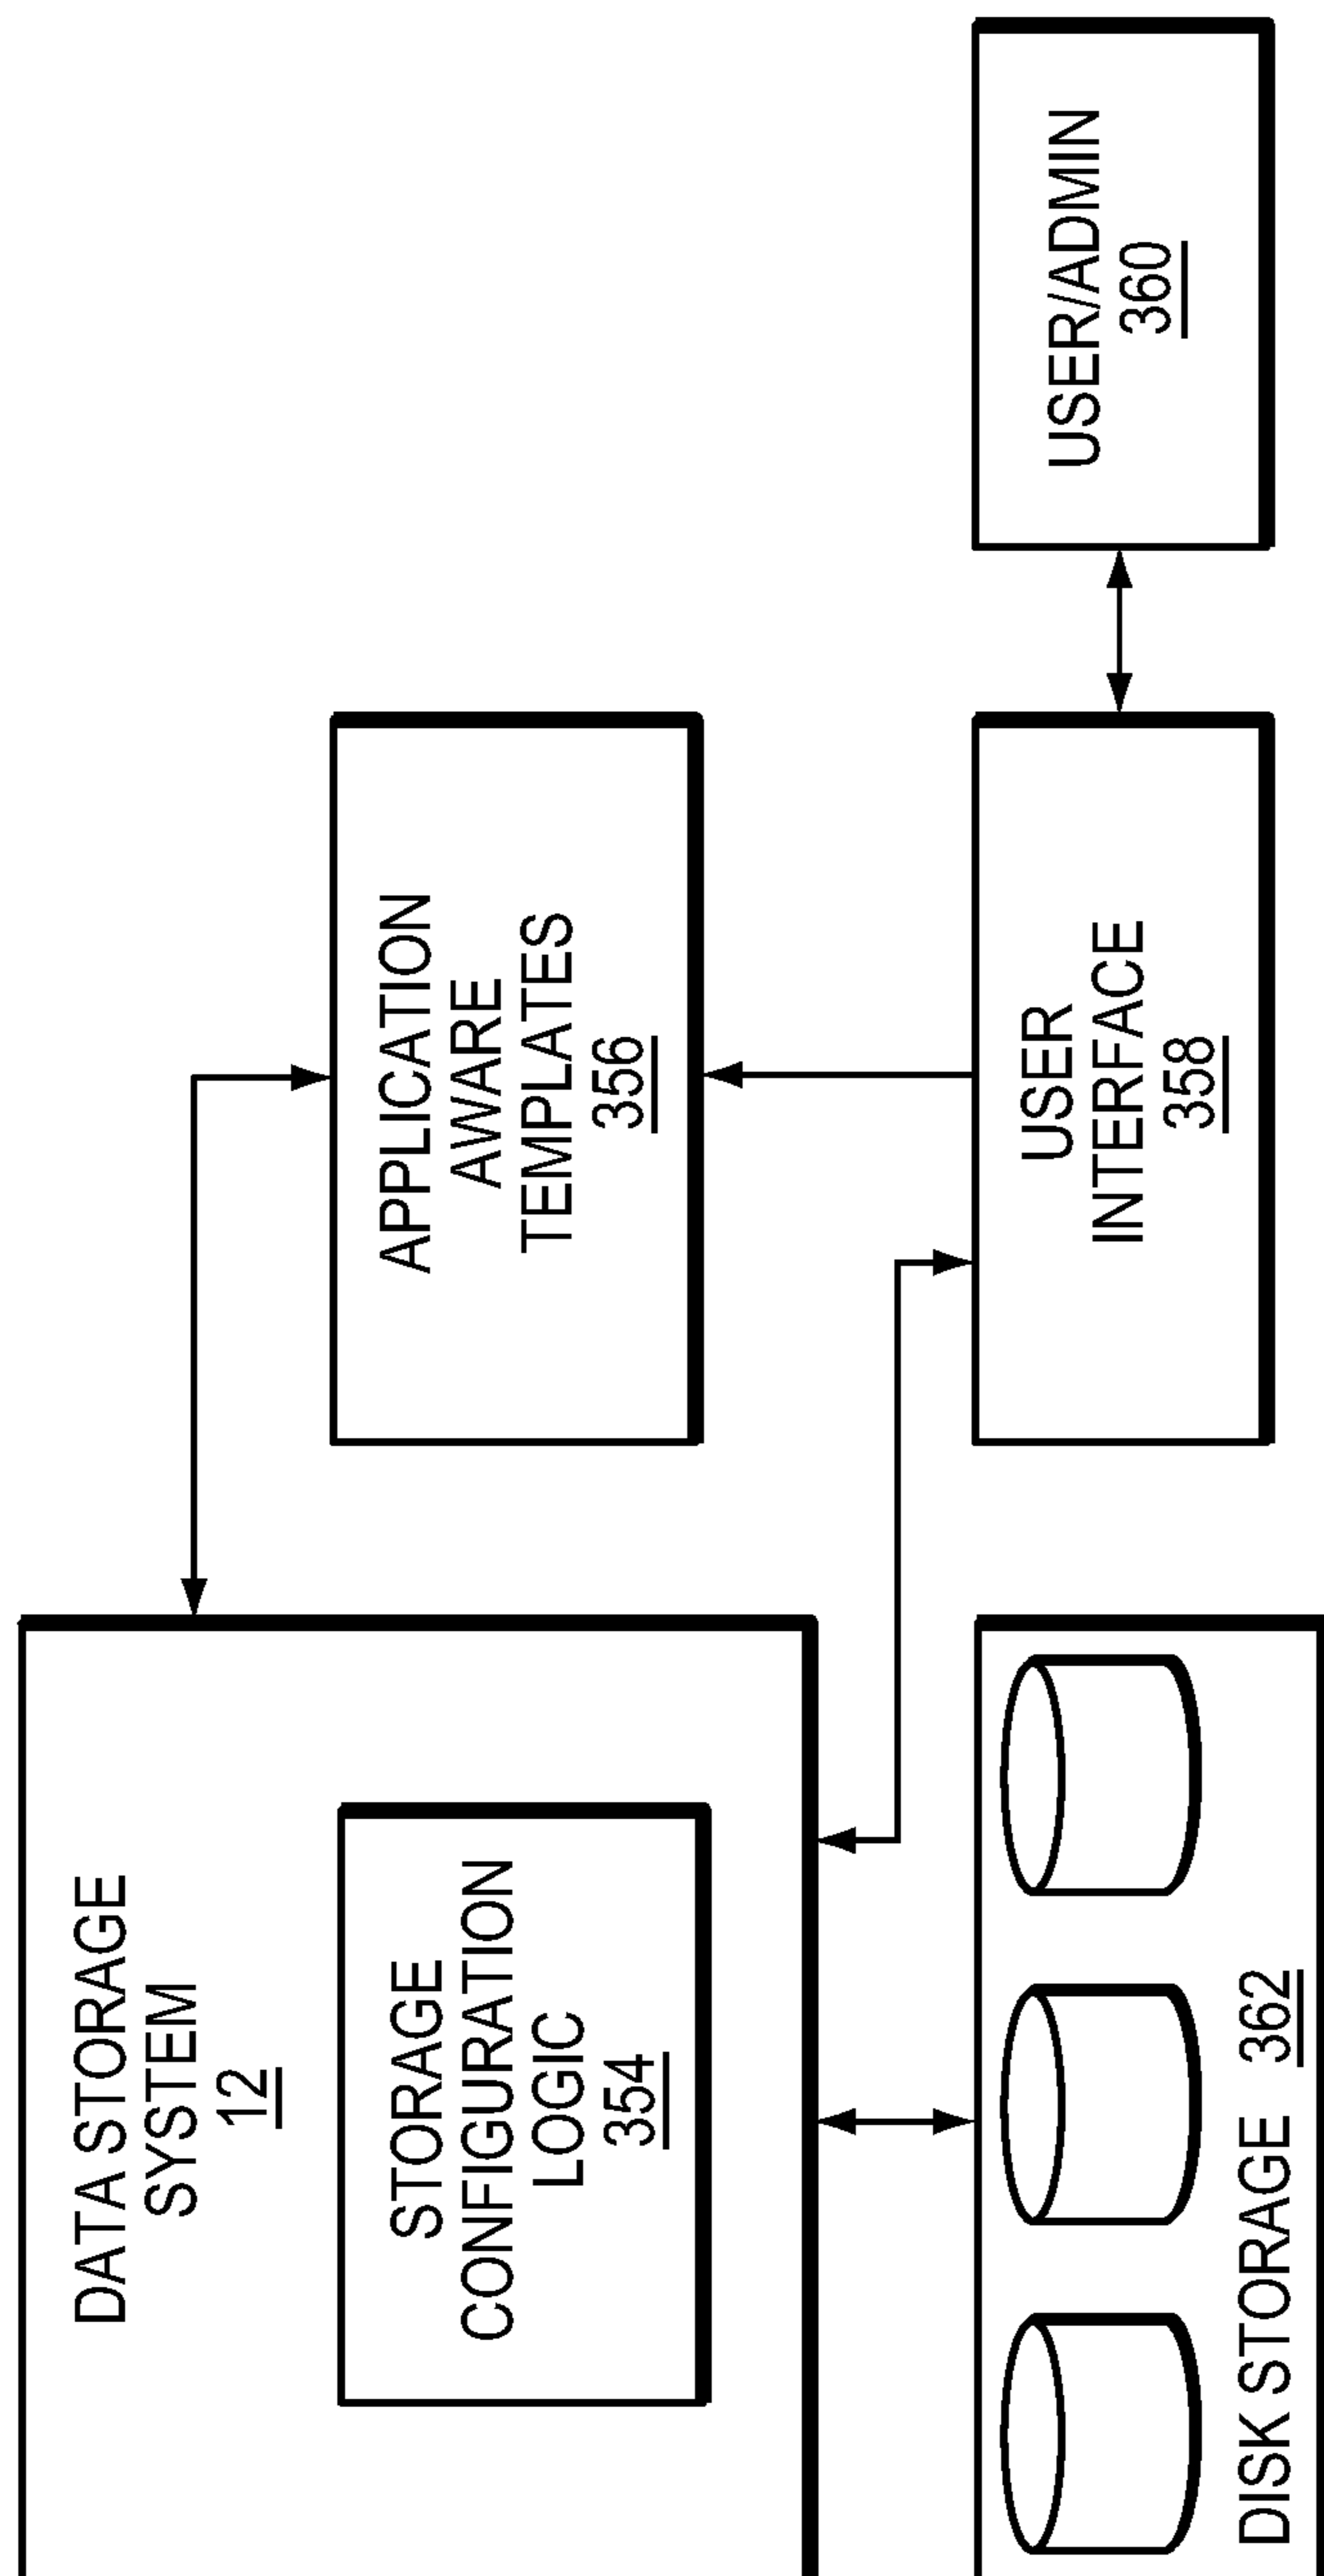 DATA STORAGE
SYSTEM
12
STORAGE
CONFIGURATION
LOGIC
354
DISK STORAGE 362
APPLICATION
AWARE
TEMPLATES
356
USER
INTERFACE
358
USER/ADMIN
360